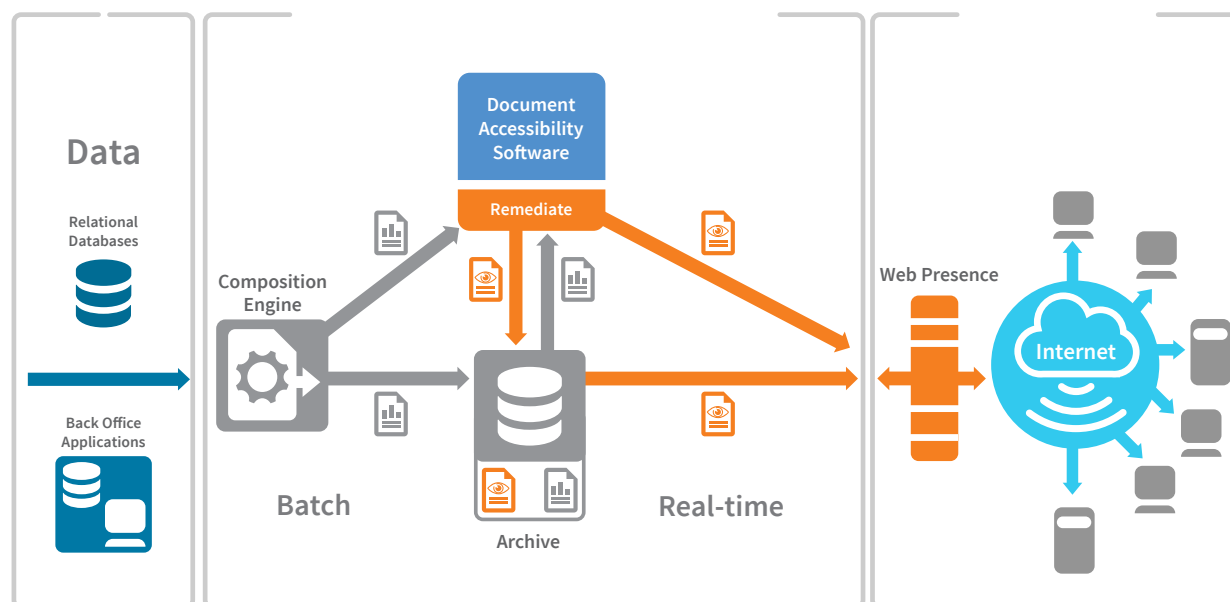 Data
Relational
Databases
Back Office
Applications
Composition
Engine
Document
Accessibility
Software
Remediate
Batch
Archive
Real-time
Web Presence
Internet